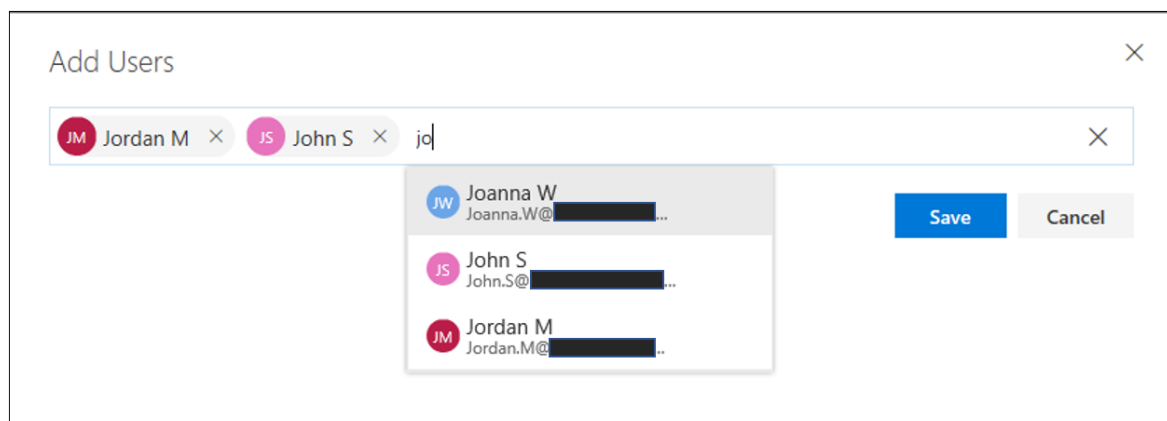 Add Users
JM Jordan M JS John S jo
JW Joanna W
Joanna.W@ ...
JS John S
John.S@ ...
JM Jordan M
Jordan.M@ ..
Save Cancel